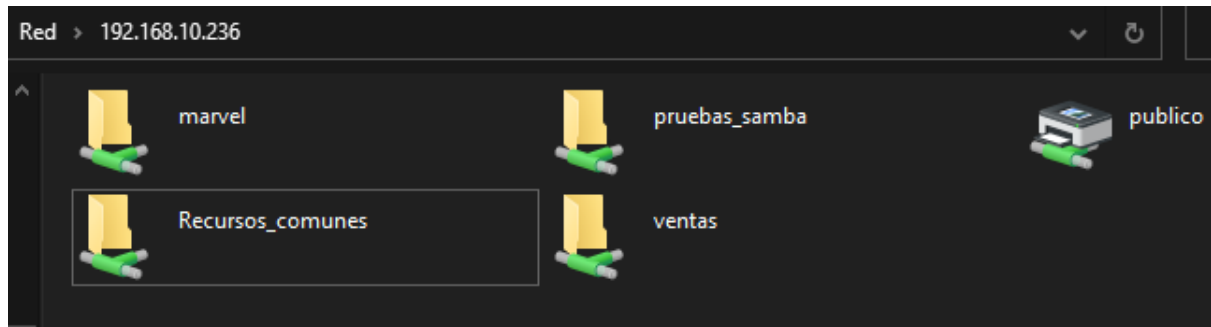 Red > 192.168.10.236
marvel
pruebas_samba
publico
Recursos_comunes
ventas